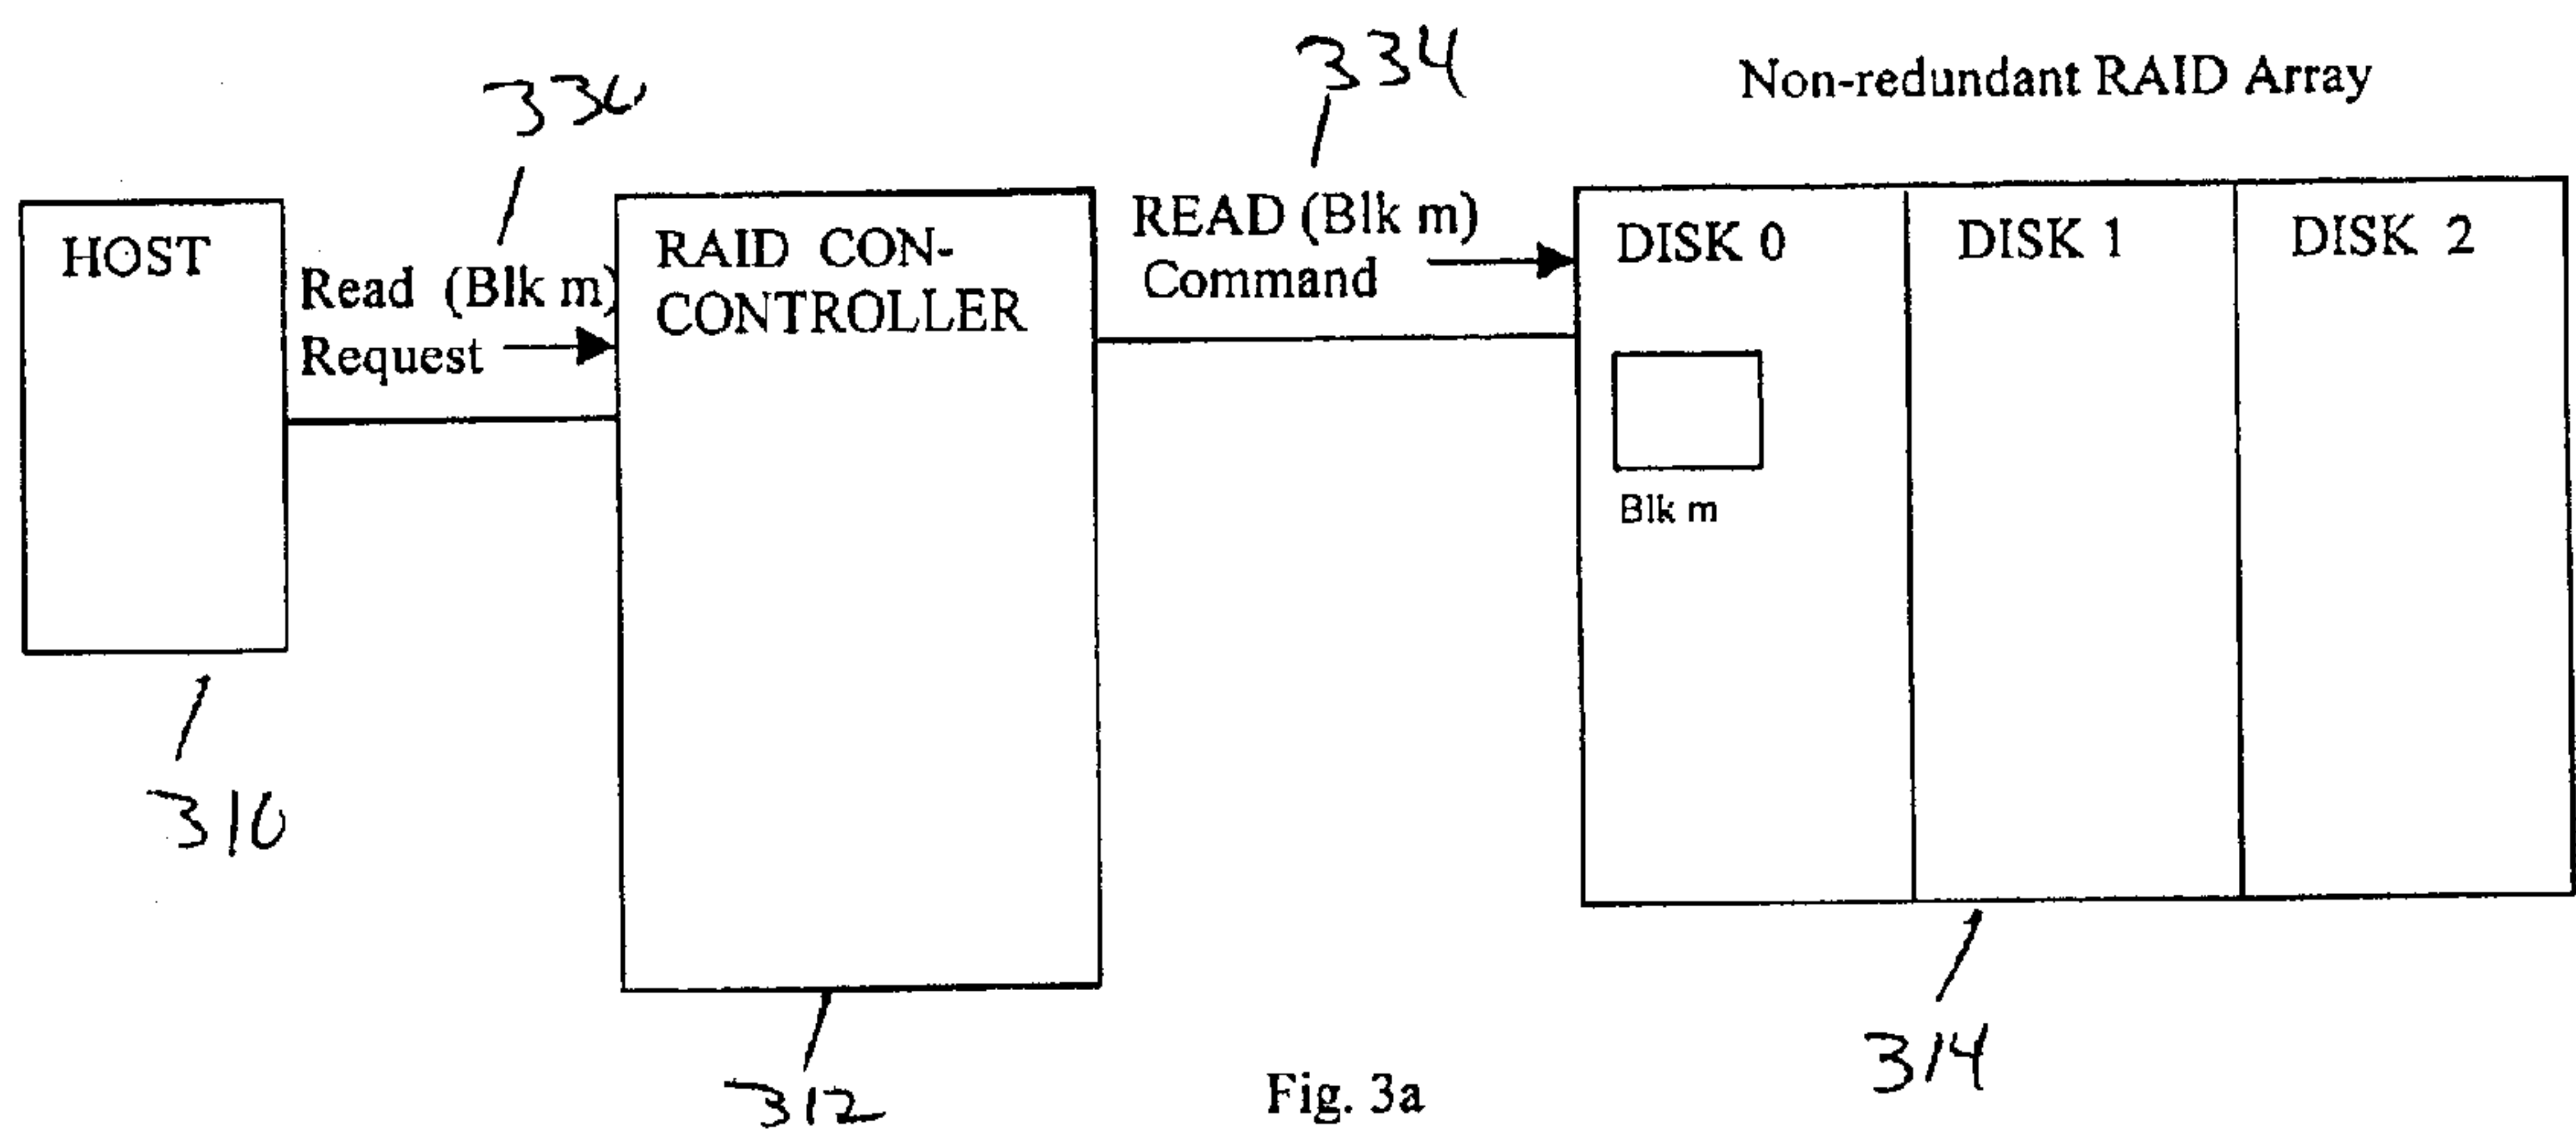 330
334
Non-redundant RAID Array
HOST
Read (Blk m)
Request
RAID CON-
CONTROLLER
READ (Blk m)
Command
DISK 0
DISK 1
DISK 2
Blk m
310
312
314
Fig. 3a